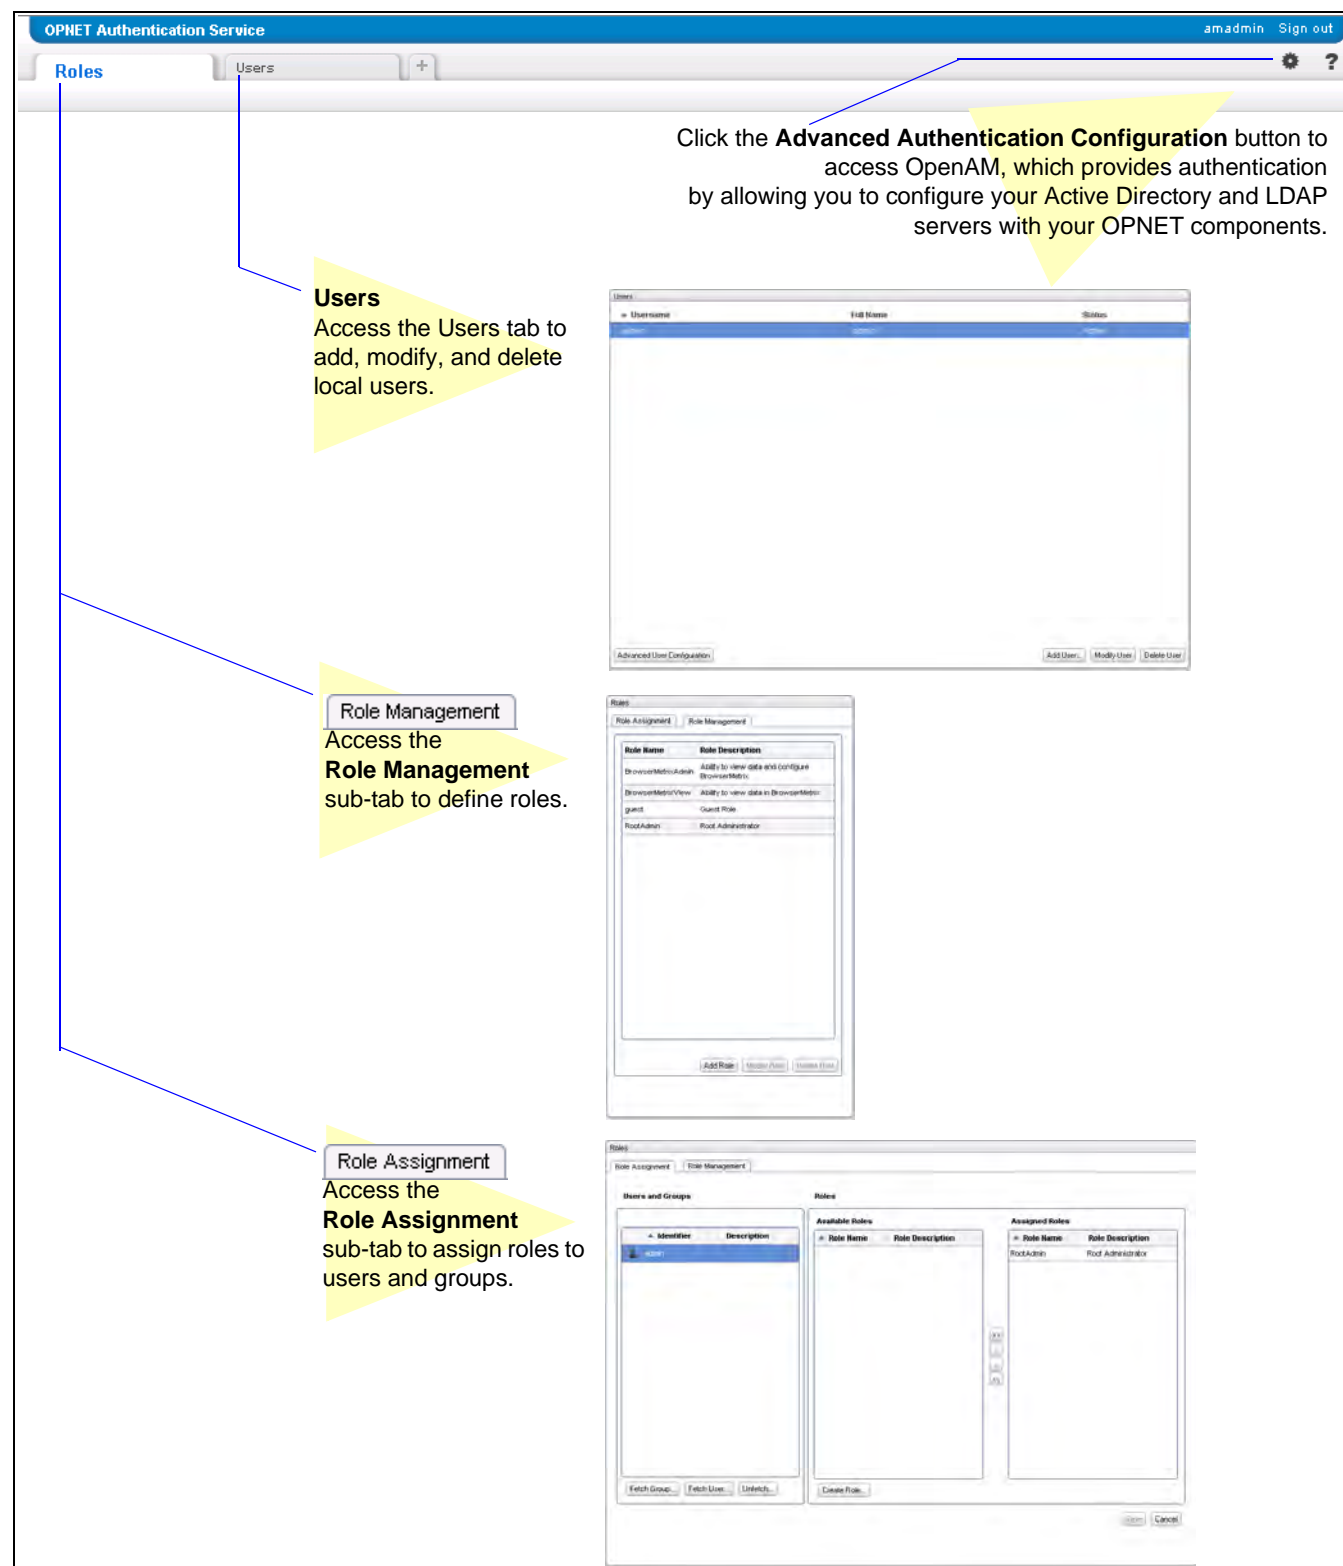 OPNET Authentication Service
amadmin Sign out
Roles
Users
+
?
Click the Advanced Authentication Configuration button to
access OpenAM, which provides authentication
by allowing you to configure your Active Directory and LDAP
servers with your OPNET components.
Users
Access the Users tab to
add, modify, and delete
local users.
Users
Username Full Name Status
Advanced User Configuration
Add User... Modify User Delete User
Role Management
Access the
Role Management
sub-tab to define roles.
Roles
Role Assignment Role Management
Role Name Role Description
BrowserMetrixAdmin Ability to view data and configure
BrowserMetrix
BrowserMetrixView Ability to view data in BrowserMetrix
guest Guest Role
RootAdmin Root Administrator
Add Role Modify Role Delete Role
Role Assignment
Access the
Role Assignment
sub-tab to assign roles to
users and groups.
Roles
Role Assignment Role Management
Users and Groups
Roles
Available Roles
Assigned Roles
Identifier Description
Role Name Role Description
Role Name Role Description
RootAdmin Root Administrator
Fetch Group... Fetch User... Unfetch...
Create Role...
Cancel